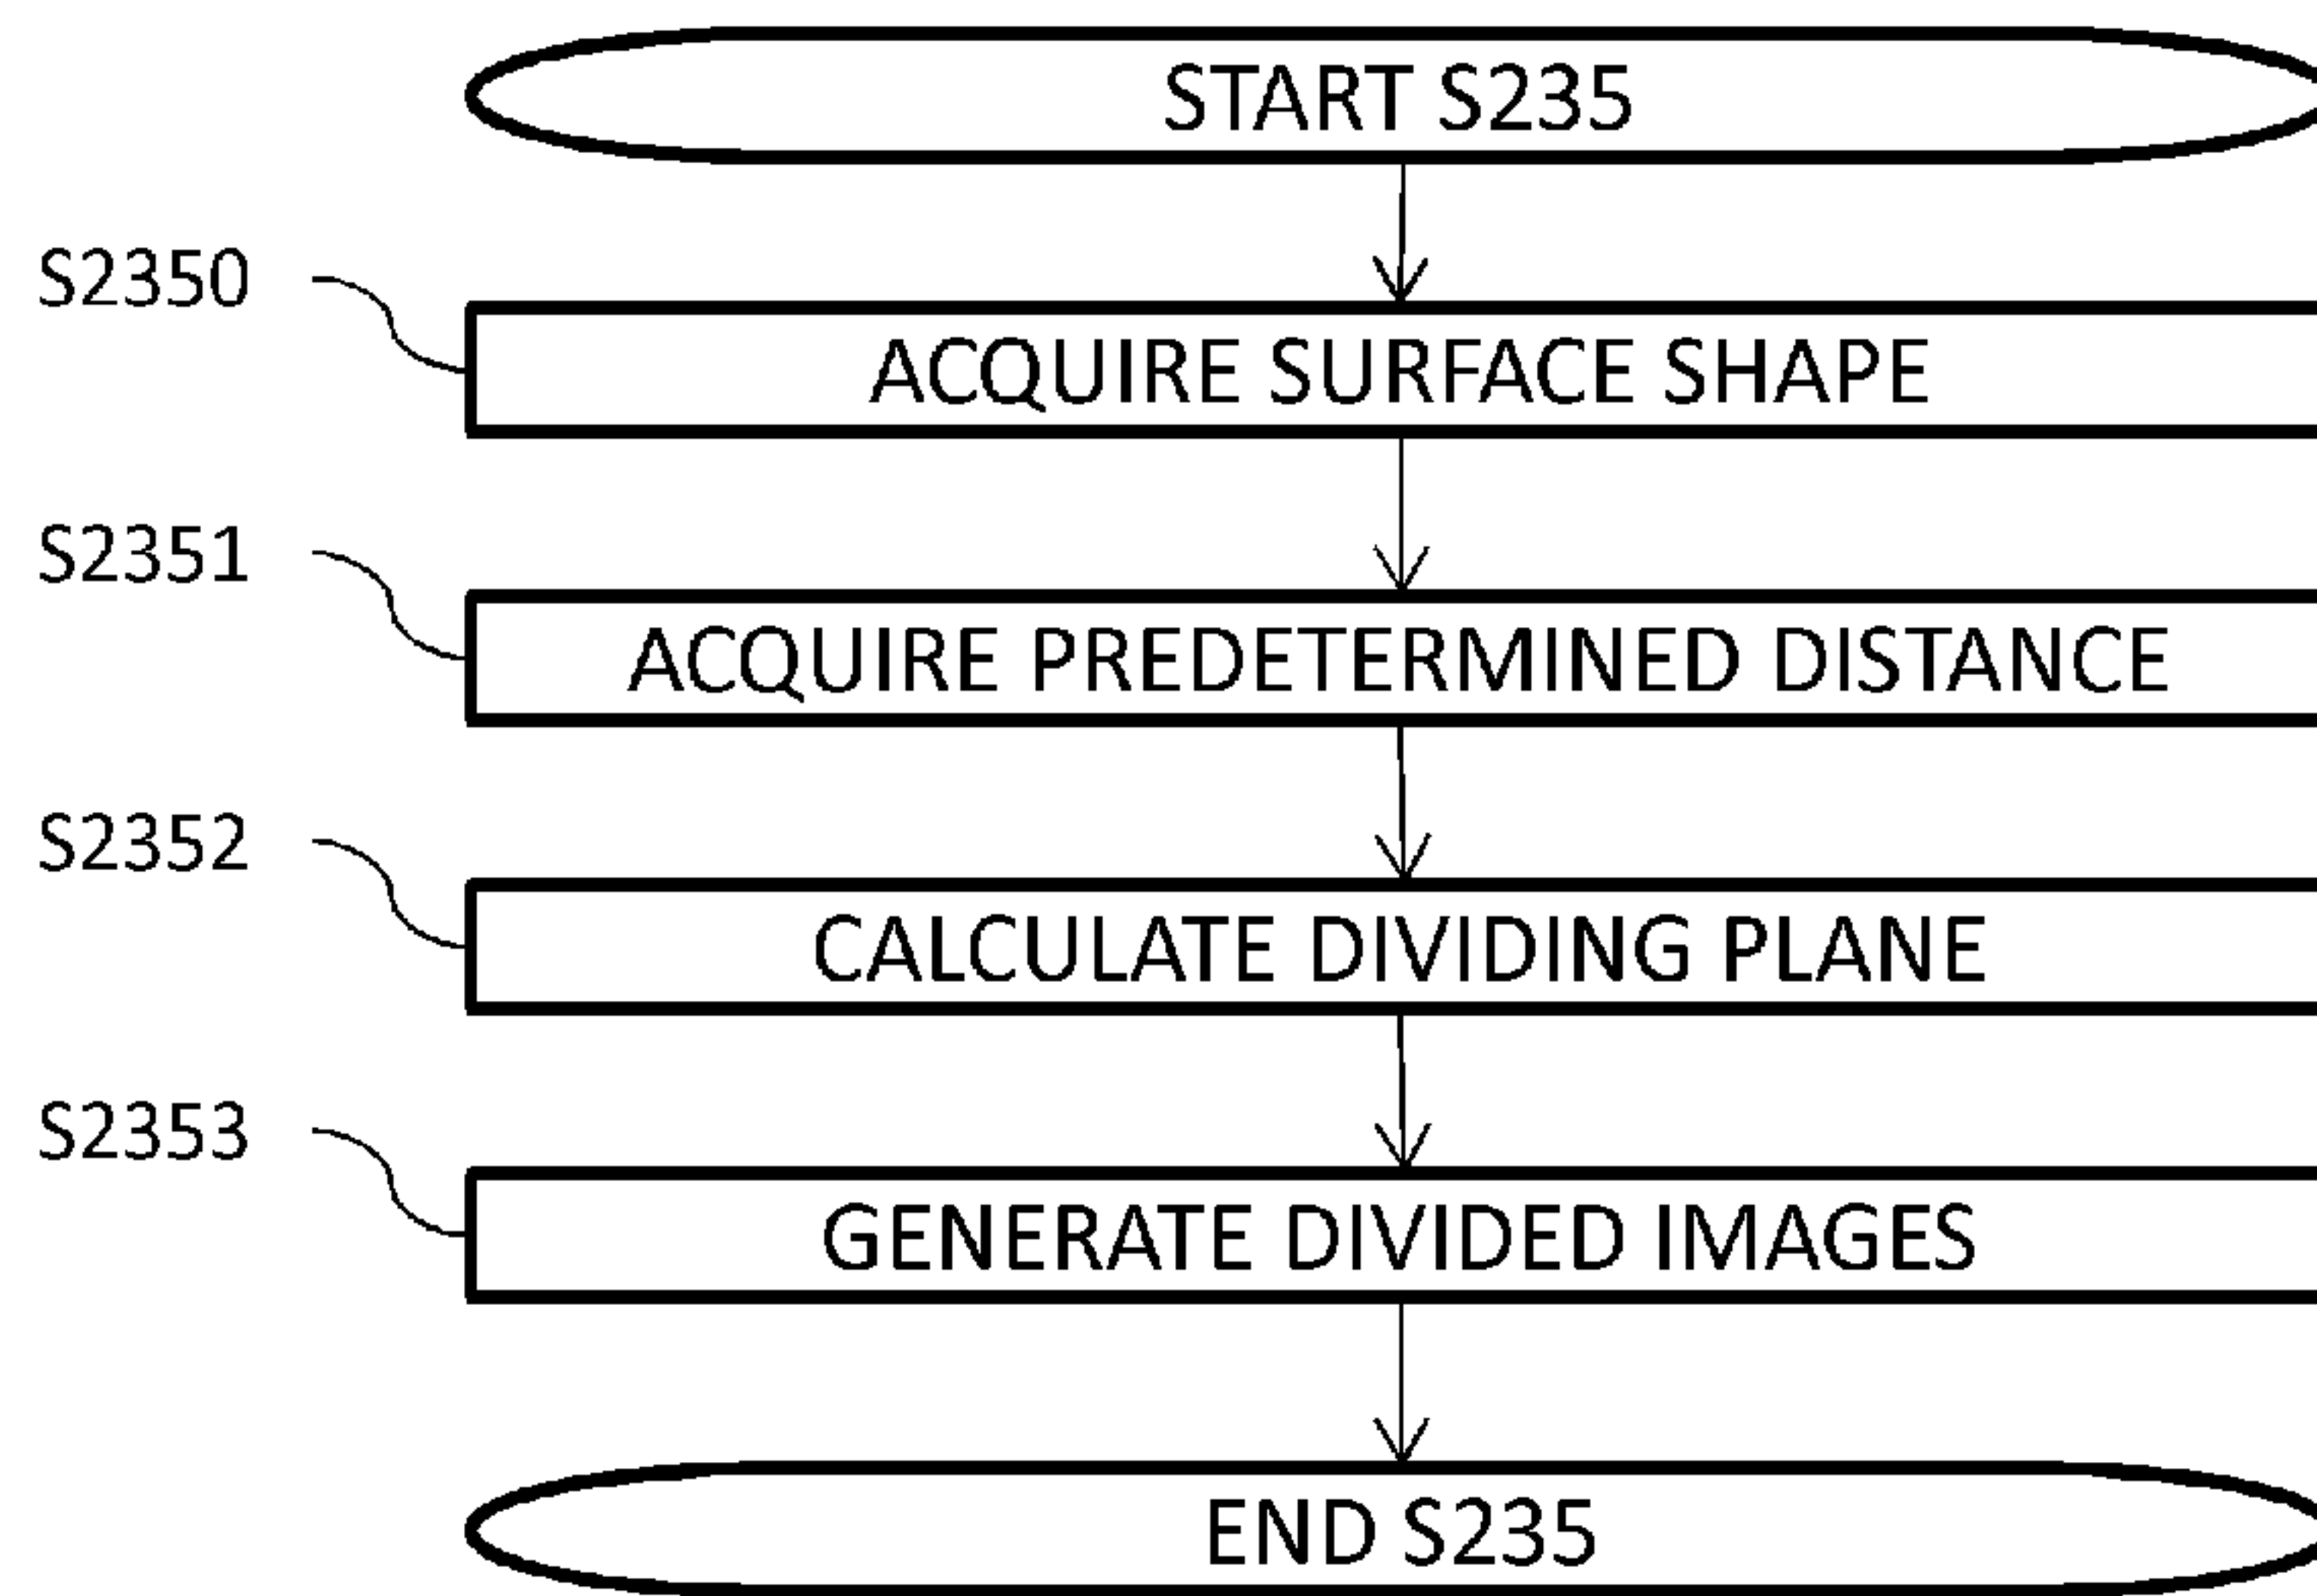 START S235
S2350
ACQUIRE SURFACE SHAPE
S2351
ACQUIRE PREDETERMINED DISTANCE
S2352
CALCULATE DIVIDING PLANE
S2353
GENERATE DIVIDED IMAGES
END S235